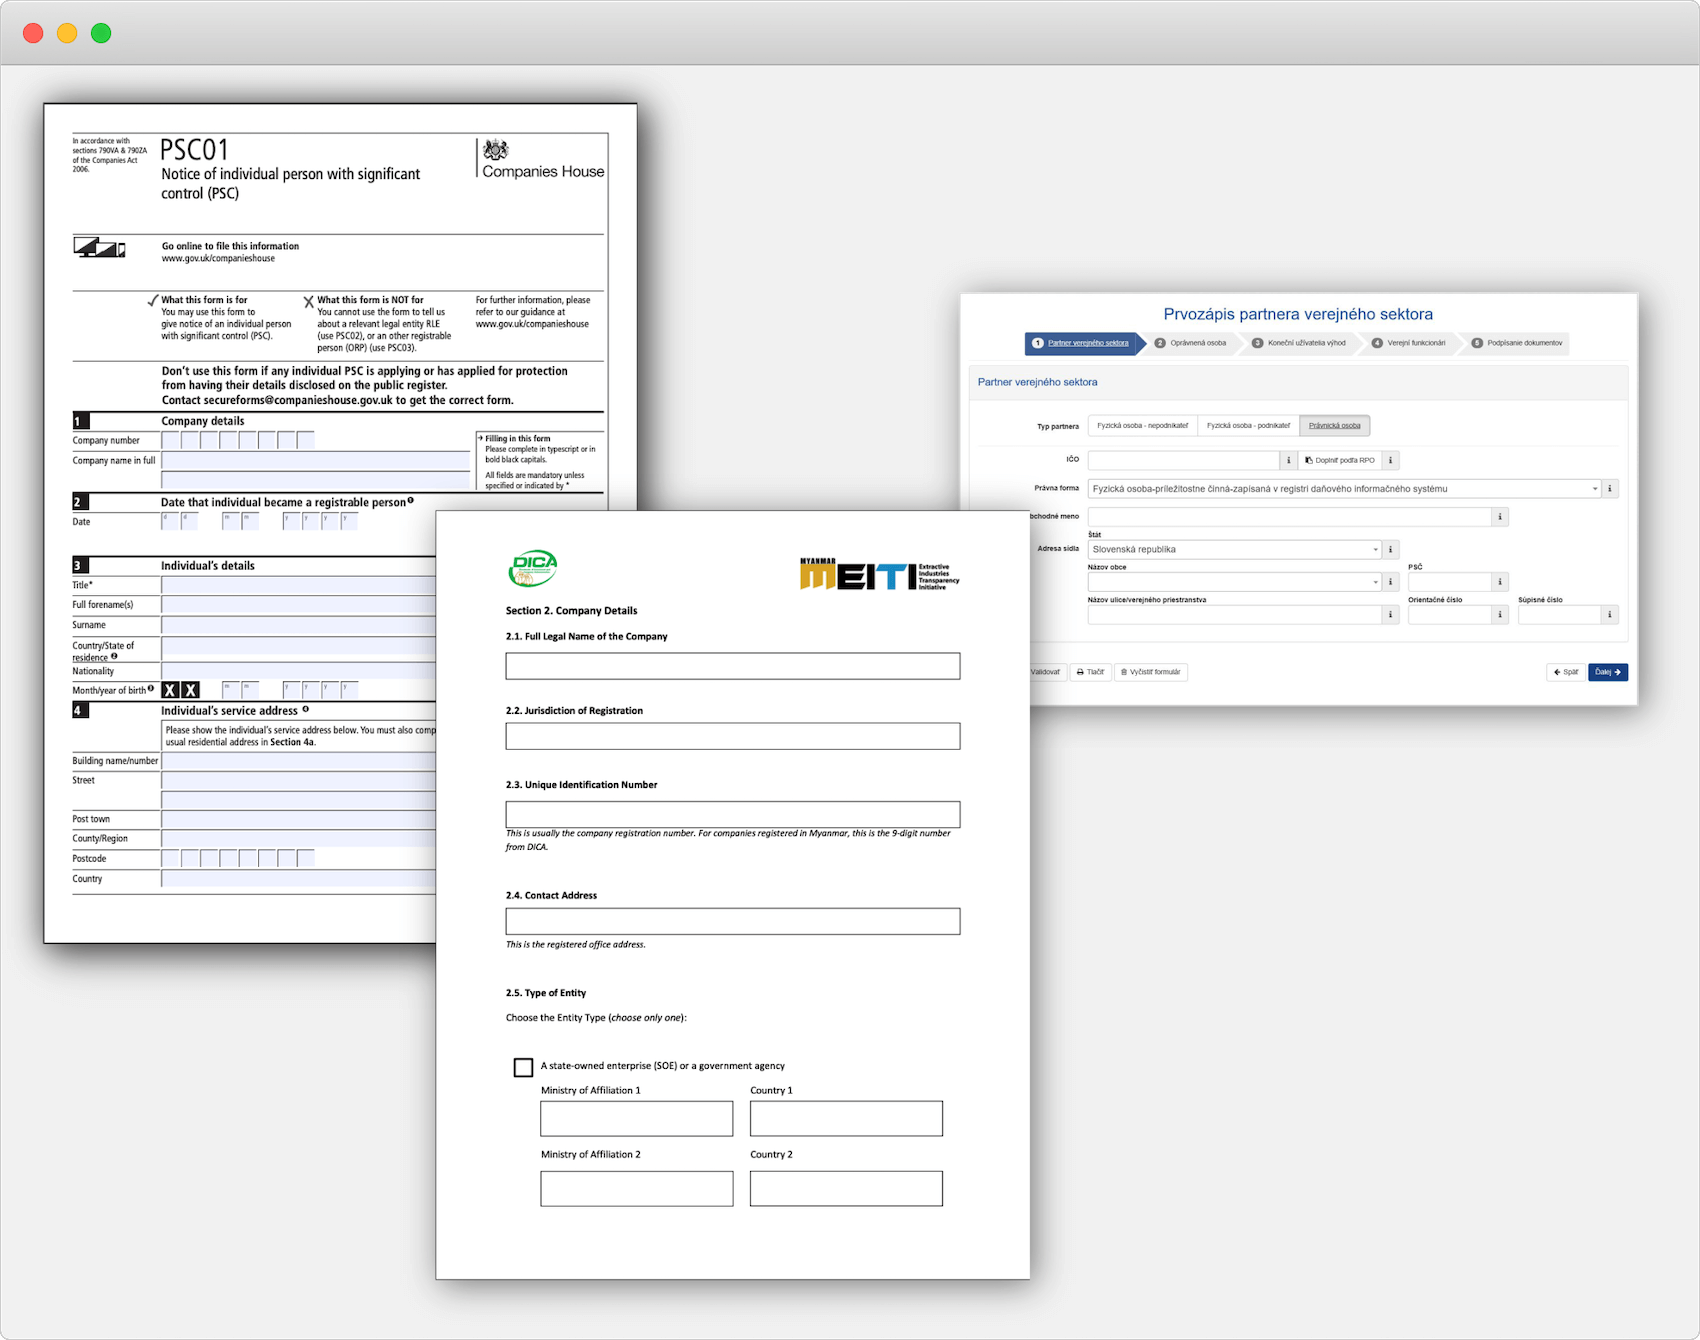 In accordance with
sections 790VA & 790ZA
of the Companies Act
2006.
PSC01
Notice of individual person with significant
control (PSC)
Companies House
Go online to file this information
www.gov.uk/companieshouse
What this form is for
You may use this form to
give notice of an individual person
with significant control (PSC).
What this form is NOT for
You cannot use the form to tell us
about a relevant legal entity RLE
(use PSC02), or an other registrable
person (ORP) (use PSC03).
For further information, please
refer to our guidance at
www.gov.uk/companieshouse
Don't use this form if any individual PSC is applying or has applied for protection
from having their details disclosed on the public register.
Contact secureforms@companieshouse.gov.uk to get the correct form.
1 Company details
Company number
Company name in full
→ Filling in this form
Please complete in typescript or in
bold black capitals.
All fields are mandatory unless
specified or indicated by *
2 Date that individual became a registrable person 1
Date
d d m m y y y y
3 Individual's details
Title*
Full forename(s)
Surname
Country/State of
residence 2
Nationality
Month/year of birth 3 X X m m y y y y
4 Individual's service address 4
Please show the individual's service address below. You must also comp
usual residential address in Section 4a.
Building name/number
Street
Post town
County/Region
Postcode
Country
DICA
MYANMAR
MEITI
Extractive
Industries
Transparency
Initiative
Section 2. Company Details
2.1. Full Legal Name of the Company
2.2. Jurisdiction of Registration
2.3. Unique Identification Number
This is usually the company registration number. For companies registered in Myanmar, this is the 9-digit number
from DICA.
2.4. Contact Address
This is the registered office address.
2.5. Type of Entity
Choose the Entity Type (choose only one):
A state-owned enterprise (SOE) or a government agency
Ministry of Affiliation 1 Country 1
Ministry of Affiliation 2 Country 2
Prvozápis partnera verejného sektora
1 Partner verejného sektora 2 Oprávnená osoba 3 Koneční užívatelia výhod 4 Verejní funkcionári 5 Podpísanie dokumentov
Partner verejného sektora
Typ partnera Fyzická osoba - nepodnikateľ Fyzická osoba - podnikateľ Právnická osoba
IČO i Doplniť podľa RPO i
Právna forma Fyzická osoba-príležitostne činná-zapísaná v registri daňového informačného systému i
bchodné meno i
Štát
Adresa sídla Slovenská republika i
Názov obce PSČ
i i
Názov ulice/verejného priestranstva Orientačné číslo Súpisné číslo
i i i
Validovať Tlačiť Vyčistiť formulár Späť Ďalej